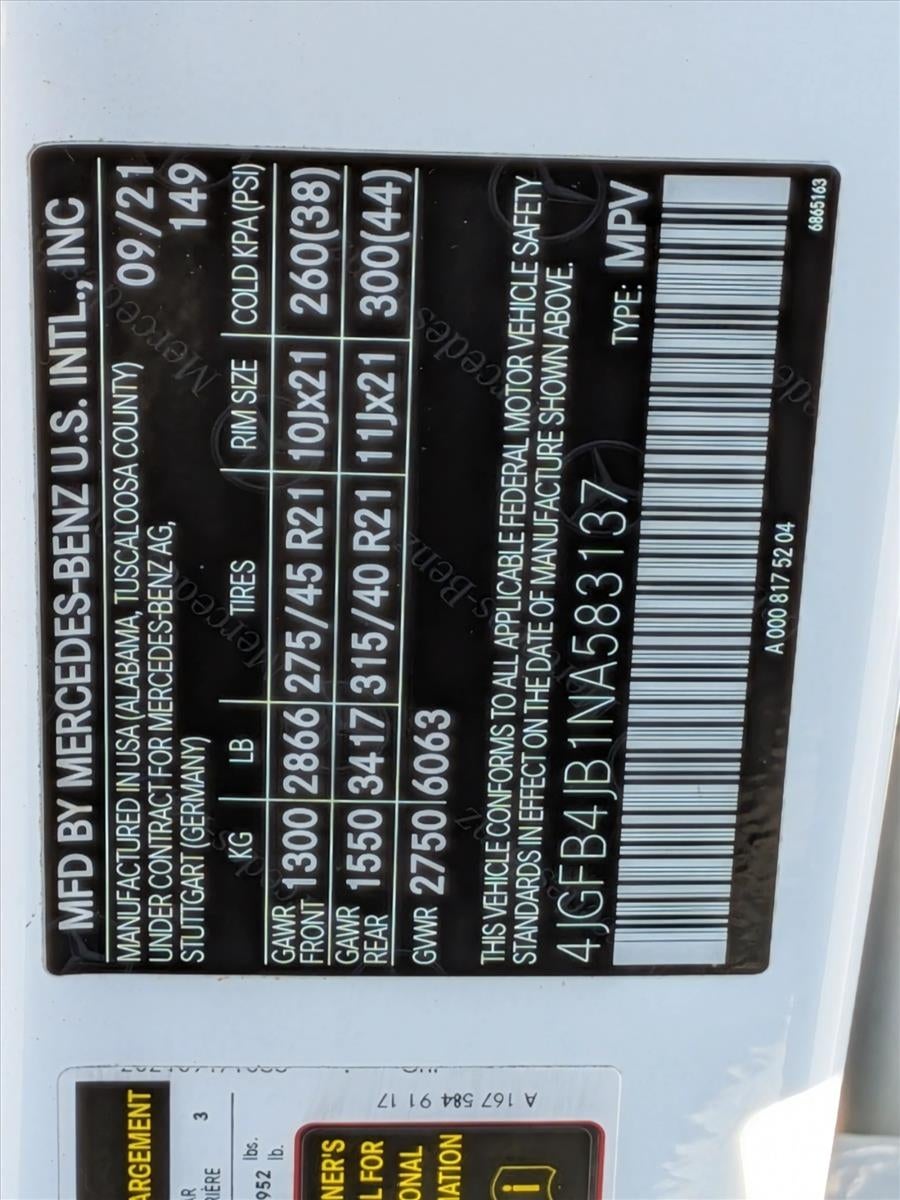 MFD BY MERCEDES-BENZ U.S. INTL., INC
MANUFACTURED IN USA (ALABAMA, TUSCALOOSA COUNTY) 09/21
UNDER CONTRACT FOR MERCEDES-BENZ AG, 149
STUTTGART (GERMANY)
KG LB TIRES RIM SIZE COLD KPA (PSI)
GAWR FRONT 1300 2866 275/45 R21 10Jx21 260(38)
GAWR REAR 1550 3417 315/40 R21 11Jx21 300(44)
GVWR 2750 6063
THIS VEHICLE CONFORMS TO ALL APPLICABLE FEDERAL MOTOR VEHICLE SAFETY
STANDARDS IN EFFECT ON THE DATE OF MANUFACTURE SHOWN ABOVE.
4JGFB4JB1NA583137 TYPE: MPV
A 000 817 52 04 6865163
ARGEMENT
AR
RIÈRE 3
lbs.
952 lb.
A 167 584 91 17
NER'S
L FOR
ONAL
MATION